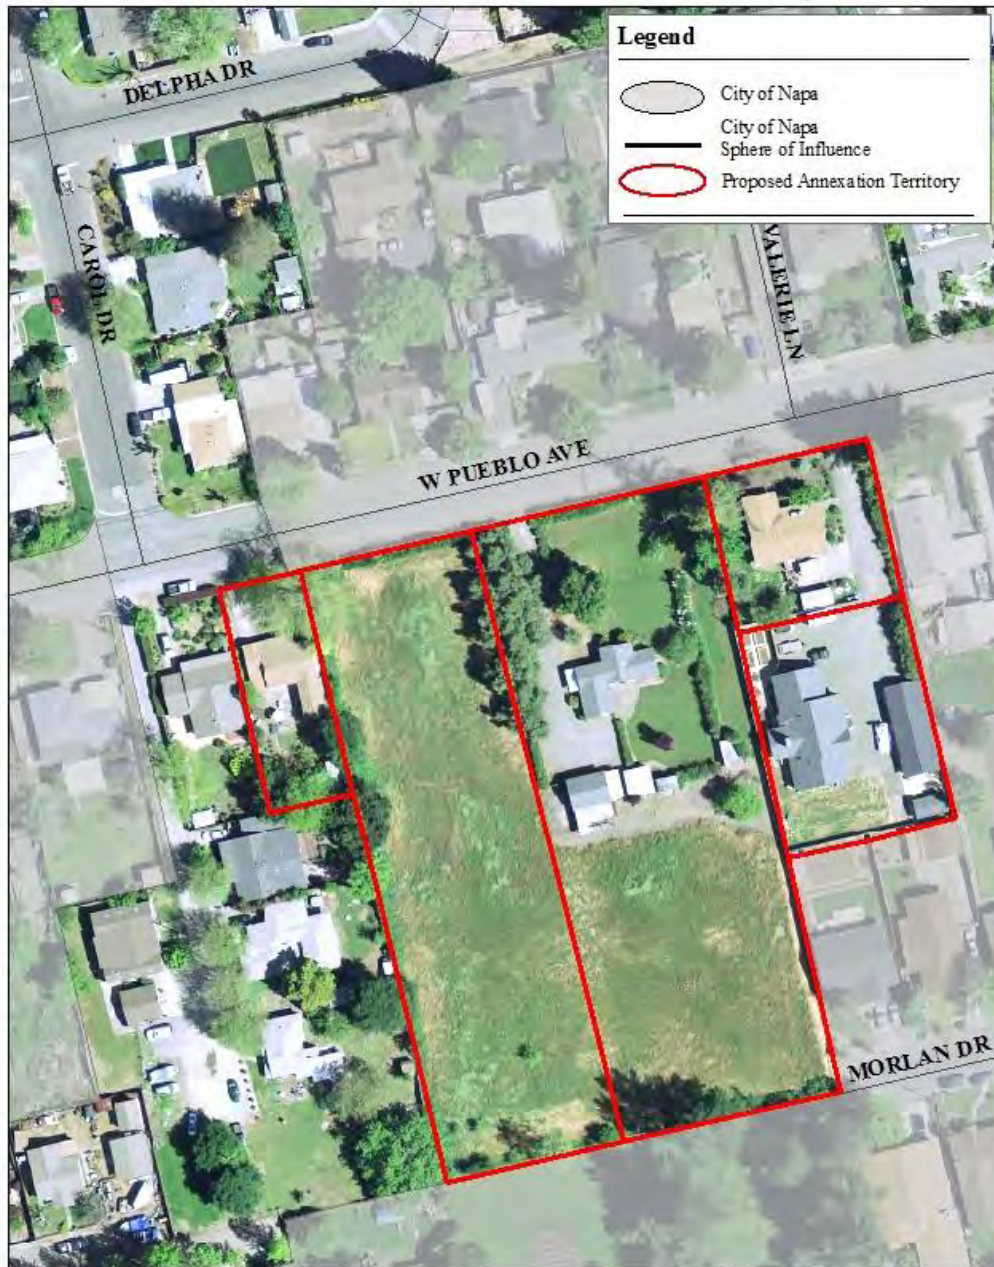 Legend
City of Napa
City of Napa
Sphere of Influence
Proposed Annexation Territory
DELPHA DR
CAROL DR
VALERIE LN
W PUEBLO AVE
MORLAN DR